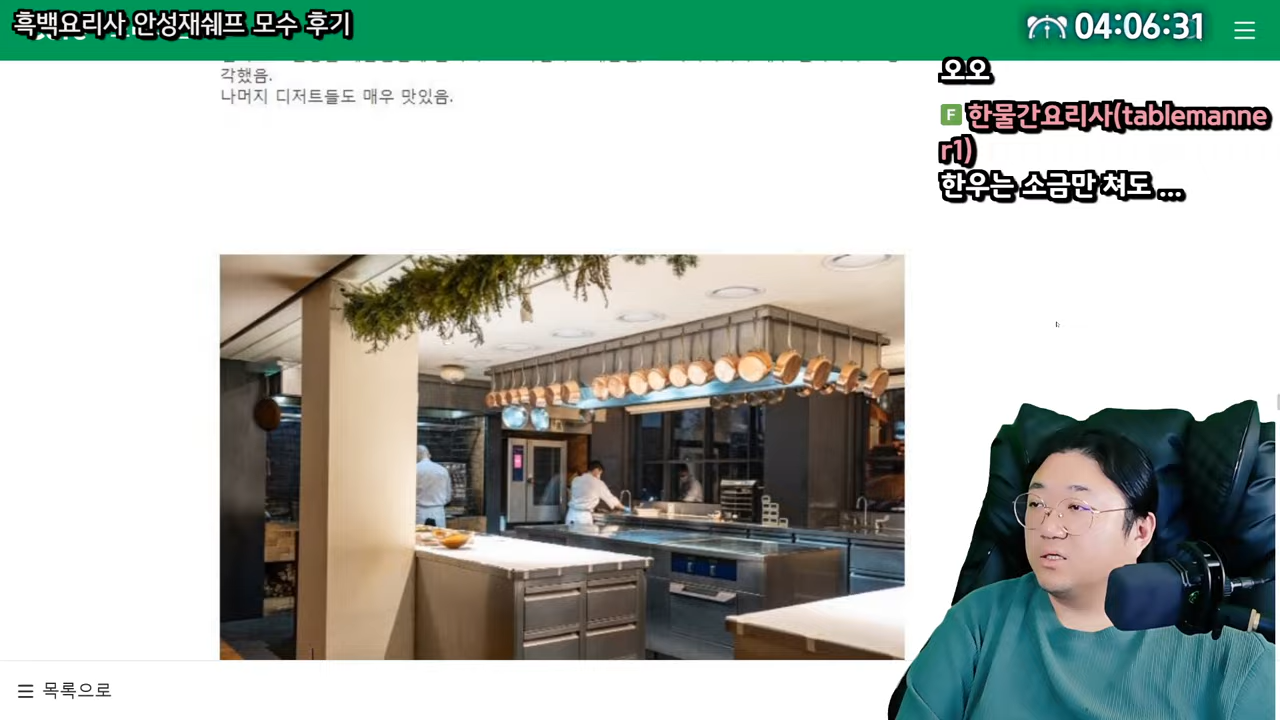 흑백요리사 안성재쉐프 모수 후기
04:06:31
각했음.
나머지 디저트들도 매우 맛있음.
오오
F 한물간요리사(tablemanne
r1)
한우는 소금만 쳐도 ...
목록으로